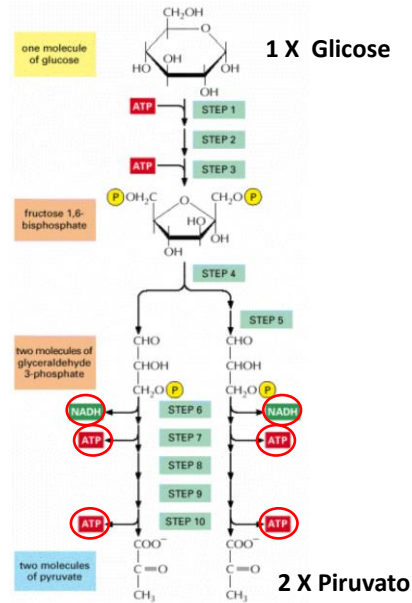 CH₂OH
1 X Glicose
one molecule
of glucose
O
HO
OH
OH
OH
ATP
STEP 1
STEP 2
ATP
STEP 3
P OH₂C
O
CH₂O P
fructose 1,6-
bisphosphate
HO
OH
OH
STEP 4
STEP 5
CHO
CHO
two molecules of
glyceraldehyde
3-phosphate
CHOH
CHOH
CH₂O P
CH₂O P
NADH
STEP 6
NADH
ATP
STEP 7
ATP
STEP 8
STEP 9
ATP
STEP 10
ATP
COO⁻
COO⁻
two molecules
of pyruvate
C=O
C=O
2 X Piruvato
CH₃
CH₃